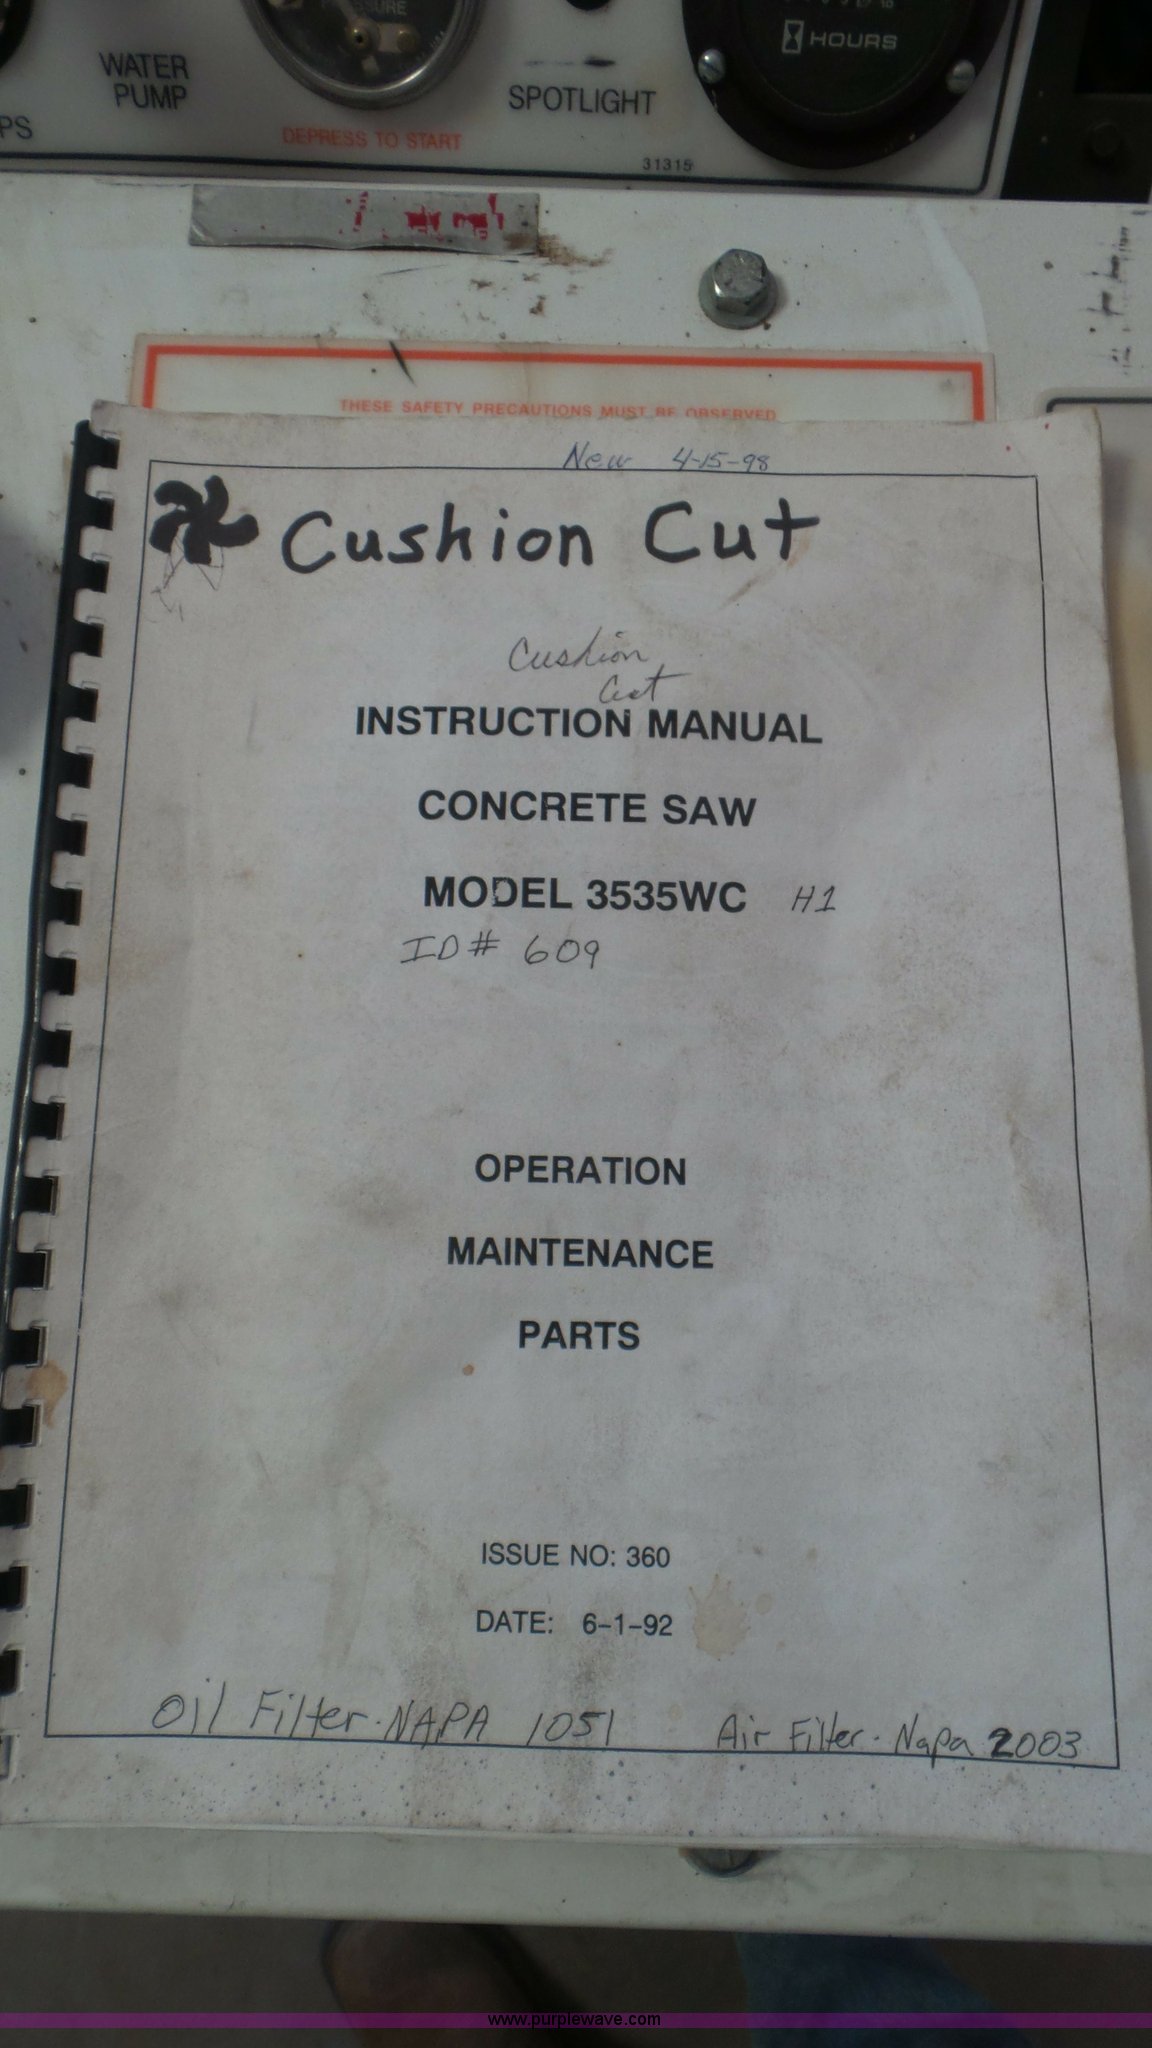 PRESSURE
HOURS
WATER
PUMP
SPOTLIGHT
PS
DEPRESS TO START
31315
THESE SAFETY PRECAUTIONS MUST BE OBSERVED
New 4-15-98
Cushion Cut
Cushion
Cut
INSTRUCTION MANUAL
CONCRETE SAW
MODEL 3535WC H1
ID# 609
OPERATION
MAINTENANCE
PARTS
ISSUE NO: 360
DATE: 6-1-92
Oil Filter. NAPA 1051 Air Filter. Napa 2003
www.purplewave.com